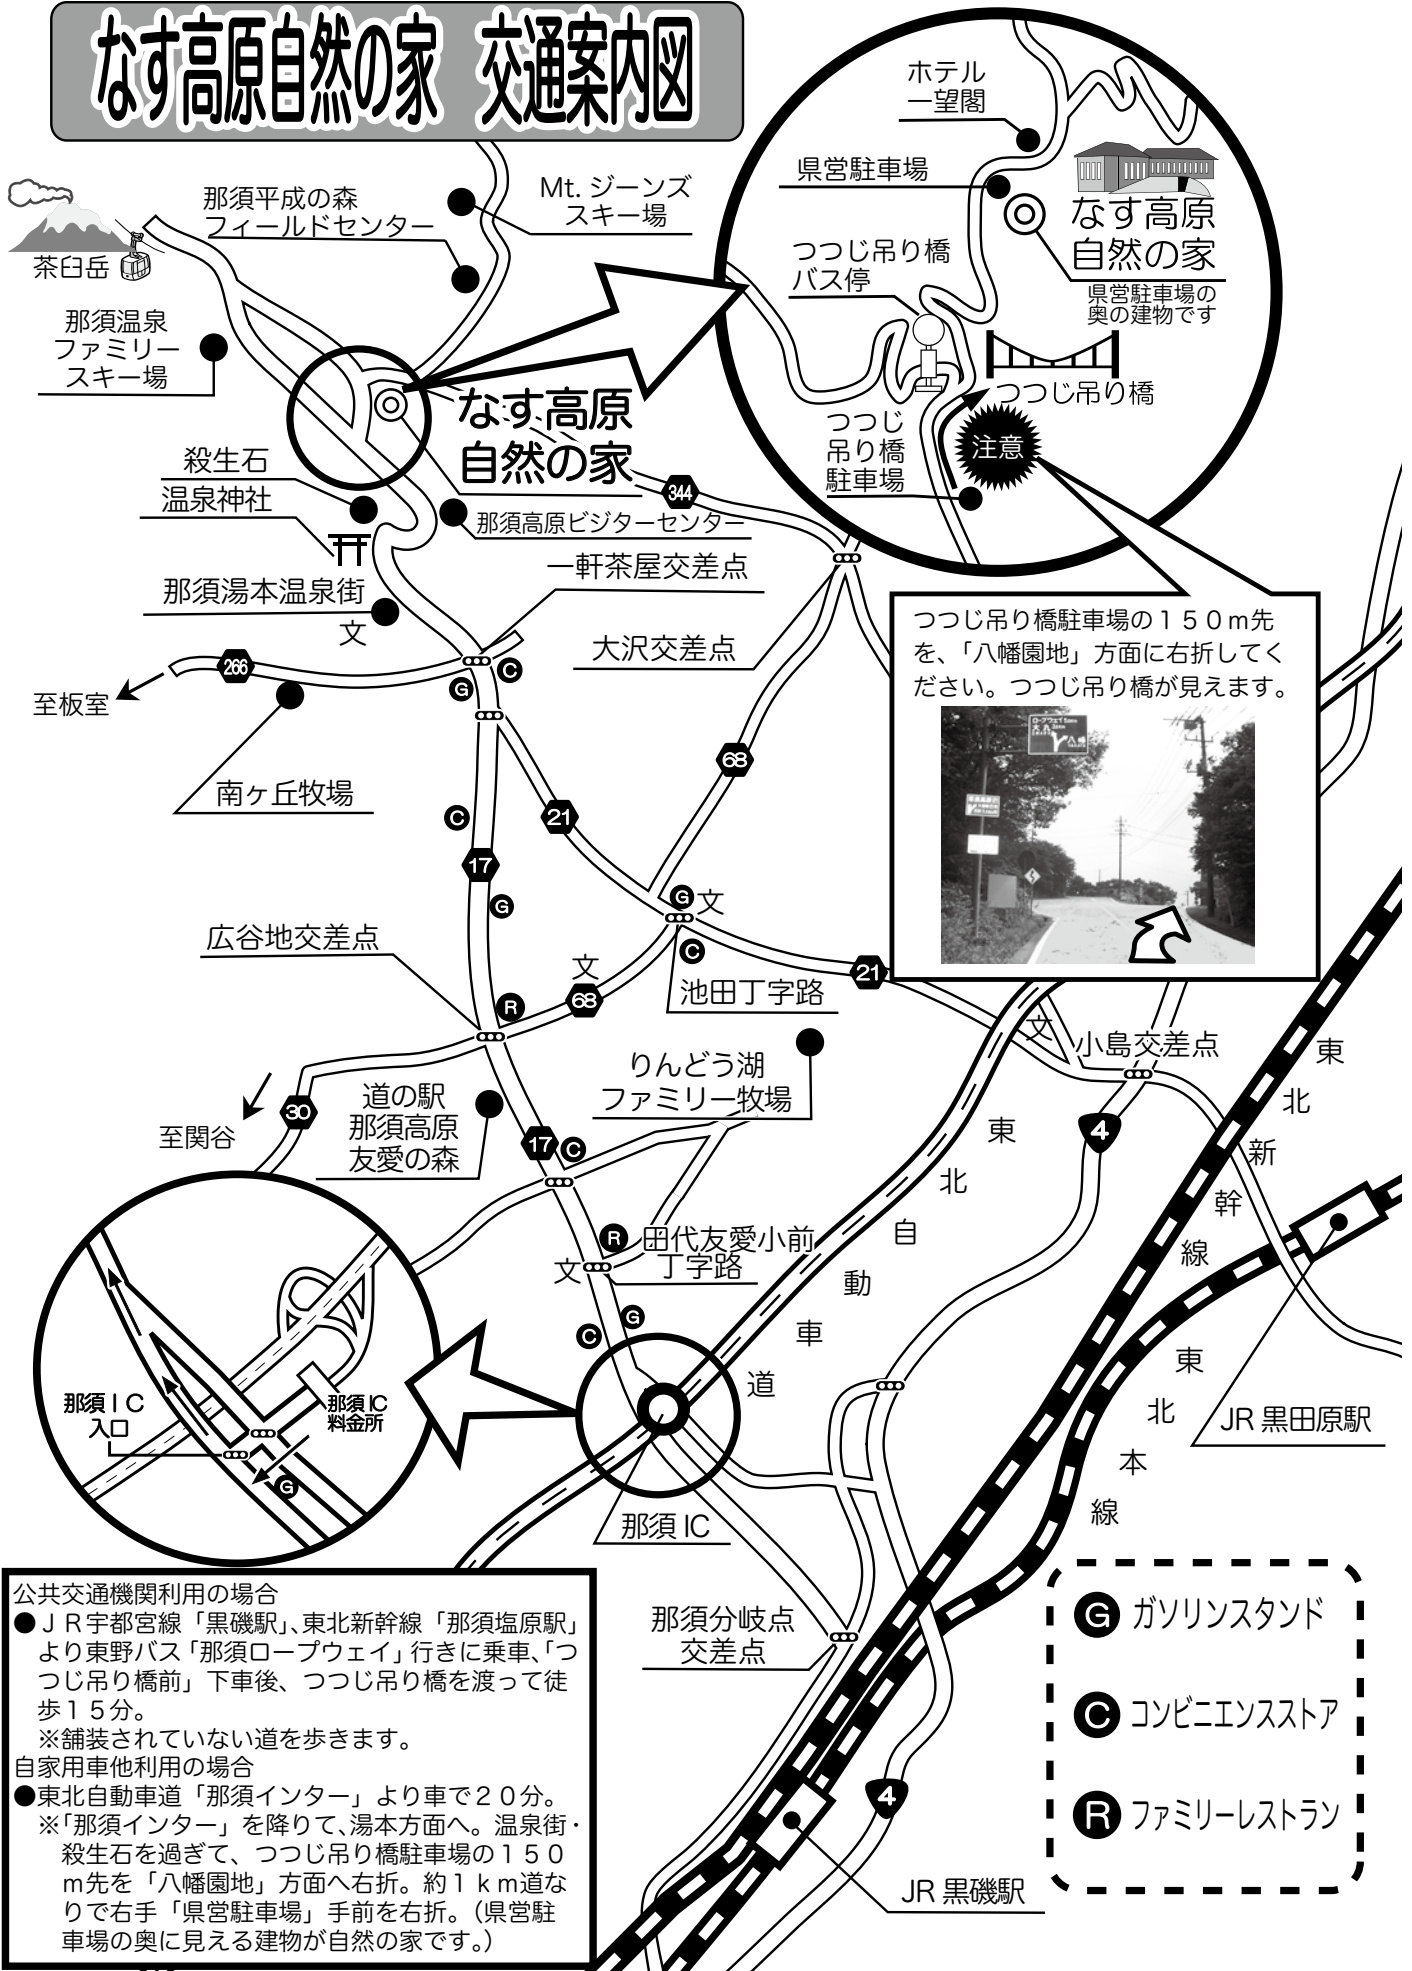 なす高原自然の家　交通案内図
ホテル
一望閣
県営駐車場
なす高原
自然の家
県営駐車場の
奥の建物です
つつじ吊り橋
バス停
つつじ吊り橋
つつじ
吊り橋
駐車場
注意
那須平成の森
フィールドセンター
Mt. ジーンズ
スキー場
茶臼岳
那須温泉
ファミリー
スキー場
なす高原
自然の家
殺生石
温泉神社
344
那須高原ビジターセンター
一軒茶屋交差点
那須湯本温泉街
文
大沢交差点
266
至板室
C
G
南ヶ丘牧場
68
C
21
17
G
つつじ吊り橋駐車場の１５０ｍ先
を、「八幡園地」方面に右折してく
ださい。つつじ吊り橋が見えます。
大丸
八幡
G
文
広谷地交差点
C
文
68
池田丁字路
21
R
文
小島交差点
りんどう湖
ファミリー牧場
30
至関谷
道の駅
那須高原
友愛の森
17
C
4
東北新幹線
東北自動車道
R
田代友愛小前
丁字路
文
G
C
那須ＩＣ
入口
那須IC
料金所
G
東北本線
JR 黒田原駅
那須 IC
那須分岐点
交差点
4
JR 黒磯駅
G ガソリンスタンド
C コンビニエンスストア
R ファミリーレストラン
公共交通機関利用の場合
●ＪＲ宇都宮線「黒磯駅」、東北新幹線「那須塩原駅」
より東野バス「那須ロープウェイ」行きに乗車、「つ
つじ吊り橋前」下車後、つつじ吊り橋を渡って徒
歩１５分。
※舗装されていない道を歩きます。
自家用車他利用の場合
●東北自動車道「那須インター」より車で２０分。
※「那須インター」を降りて、湯本方面へ。温泉街・
殺生石を過ぎて、つつじ吊り橋駐車場の１５０
ｍ先を「八幡園地」方面へ右折。約１ｋｍ道な
りで右手「県営駐車場」手前を右折。（県営駐
車場の奥に見える建物が自然の家です。）